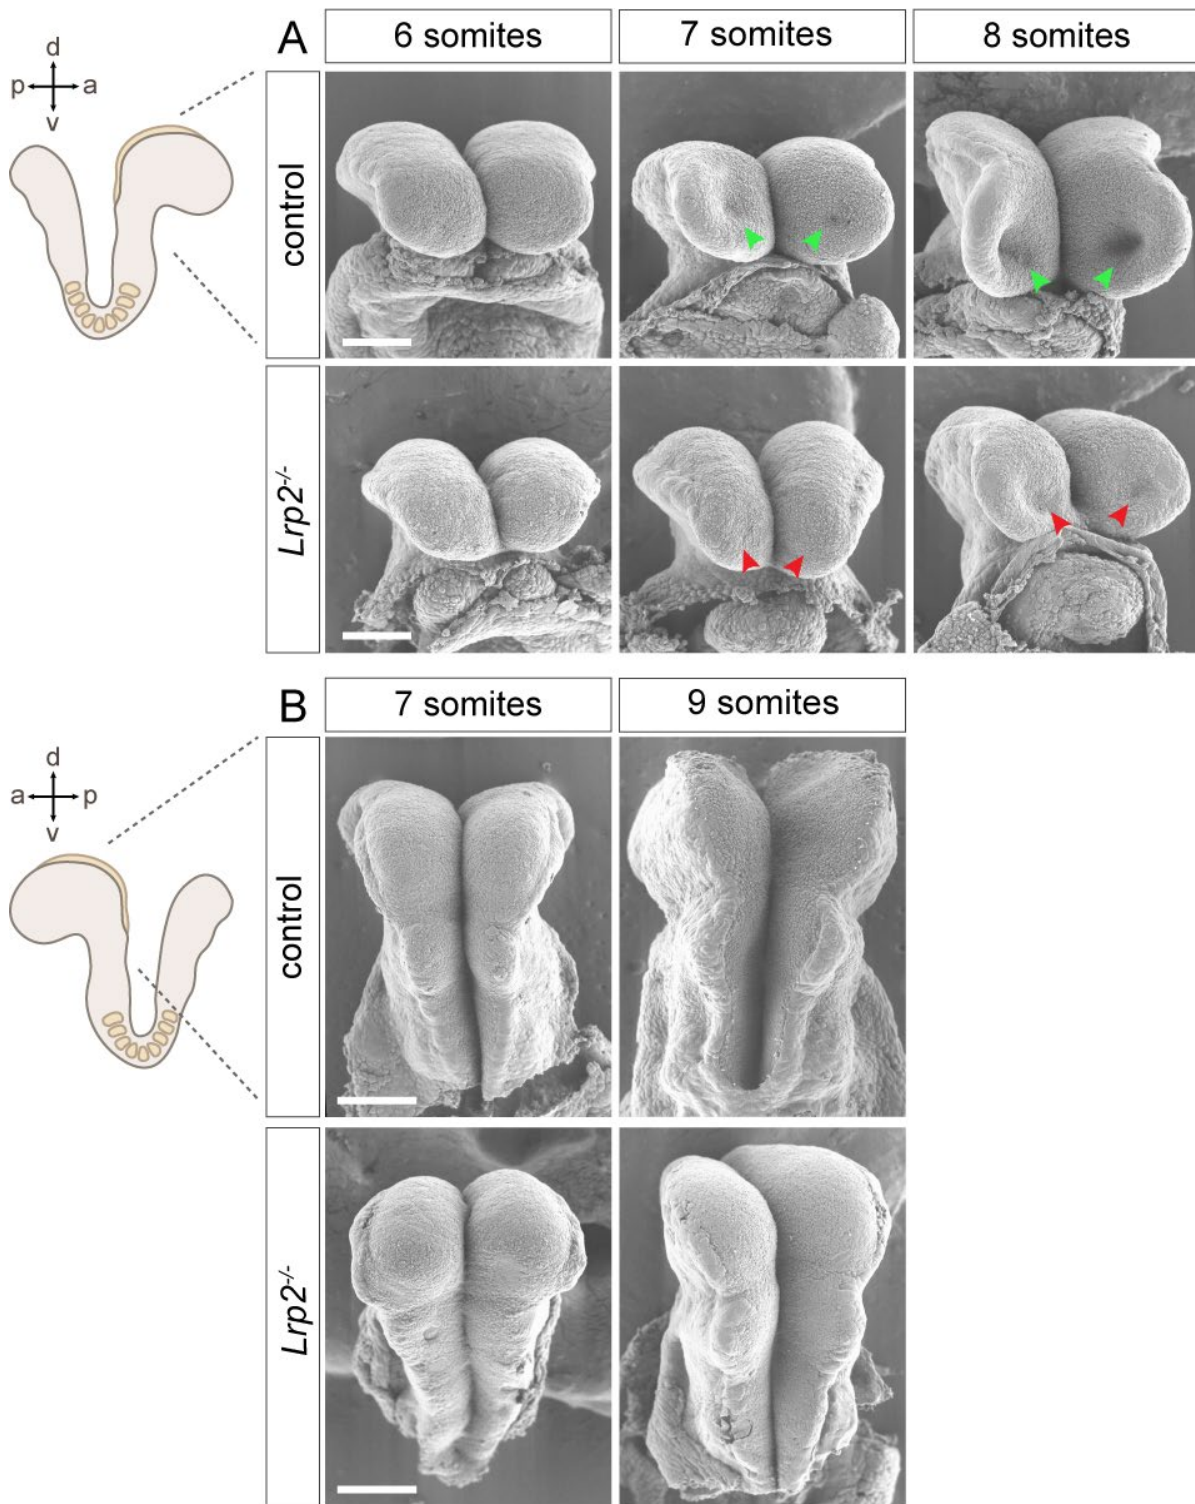 A
6 somites
7 somites
8 somites
d
p
a
v
control
Lrp2-/-
B
7 somites
9 somites
d
a
p
v
control
Lrp2-/-